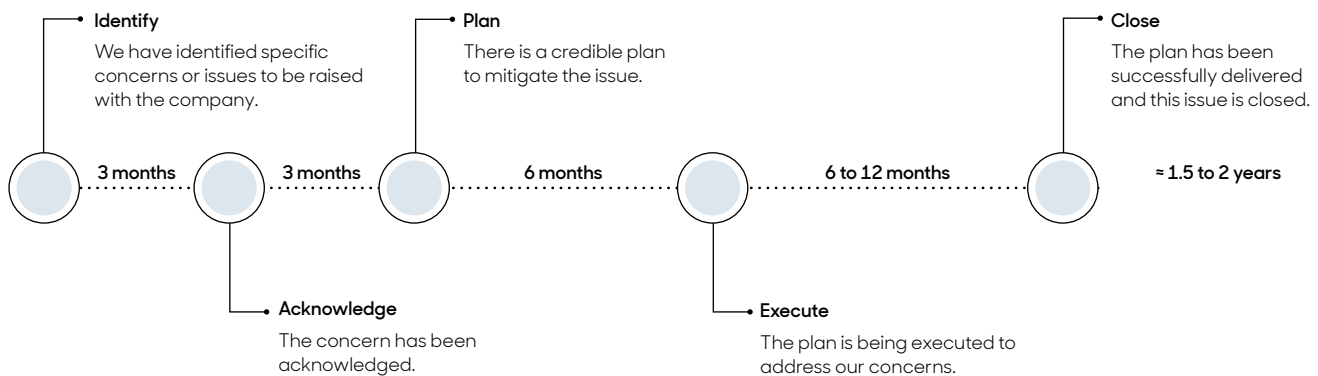 Identify
We have identified specific
concerns or issues to be raised
with the company.
Plan
There is a credible plan
to mitigate the issue.
Close
The plan has been
successfully delivered
and this issue is closed.
3 months
3 months
6 months
6 to 12 months
≈ 1.5 to 2 years
Acknowledge
The concern has been
acknowledged.
Execute
The plan is being executed to
address our concerns.